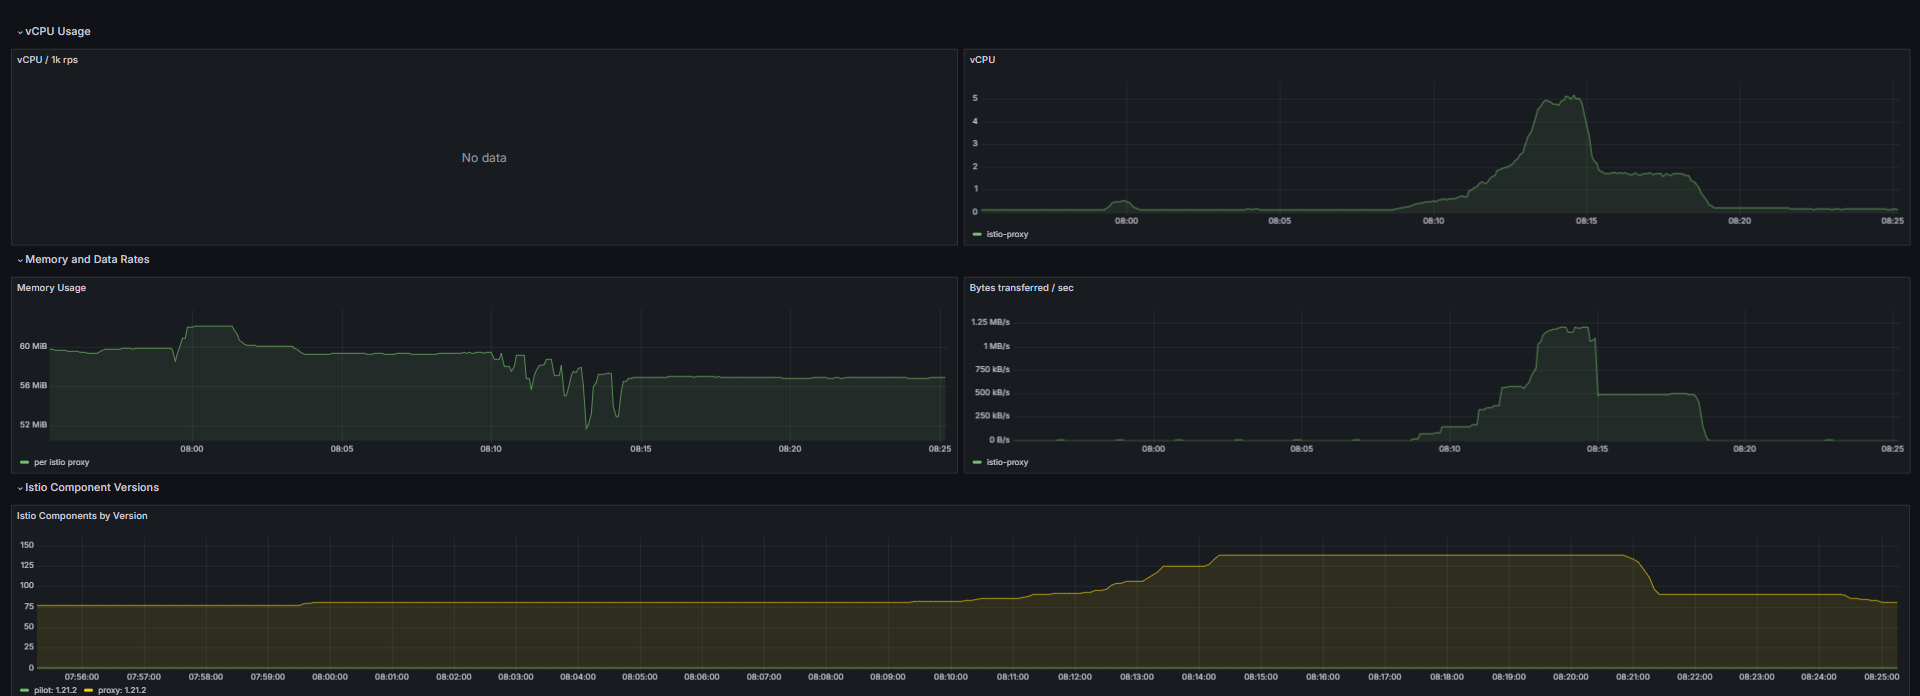 vCPU Usage
vCPU / 1k rps
No data
vCPU
5
4
3
2
1
0
08:00 08:05 08:10 08:15 08:20 08:25
istio-proxy
Memory and Data Rates
Memory Usage
60 MiB
56 MiB
52 MiB
08:00 08:05 08:10 08:15 08:20 08:25
per istio proxy
Bytes transferred / sec
1.25 MB/s
1 MB/s
750 kB/s
500 kB/s
250 kB/s
0 B/s
08:00 08:05 08:10 08:15 08:20 08:25
istio-proxy
Istio Component Versions
Istio Components by Version
150
125
100
75
50
25
0
07:56:00 07:57:00 07:58:00 07:59:00 08:00:00 08:01:00 08:02:00 08:03:00 08:04:00 08:05:00 08:06:00 08:07:00 08:08:00 08:09:00 08:10:00 08:11:00 08:12:00 08:13:00 08:14:00 08:15:00 08:16:00 08:17:00 08:18:00 08:19:00 08:20:00 08:21:00 08:22:00 08:23:00 08:24:00 08:25:00
pilot: 1.21.2 proxy: 1.21.2